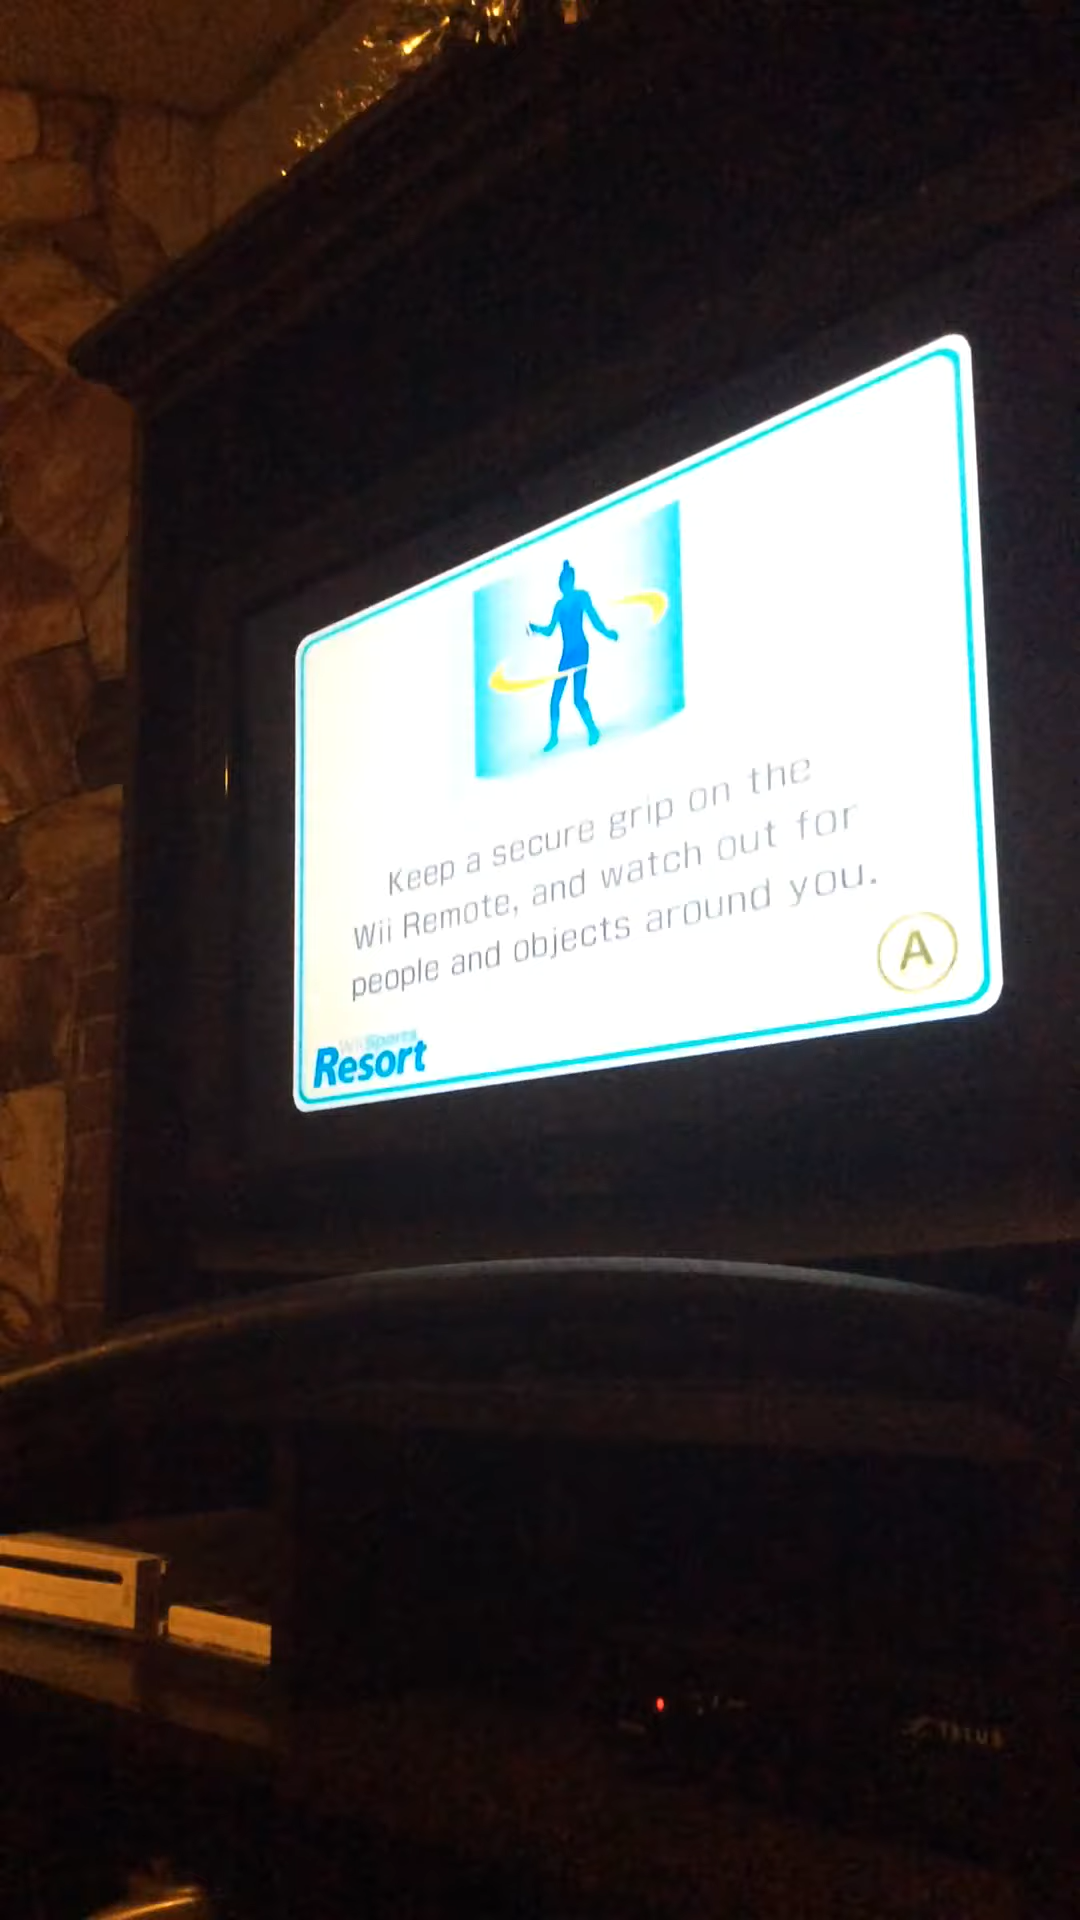 Keep a secure grip on the
Wii Remote, and watch out for
people and objects around you.
A
Wii Sports
Resort
TELUS